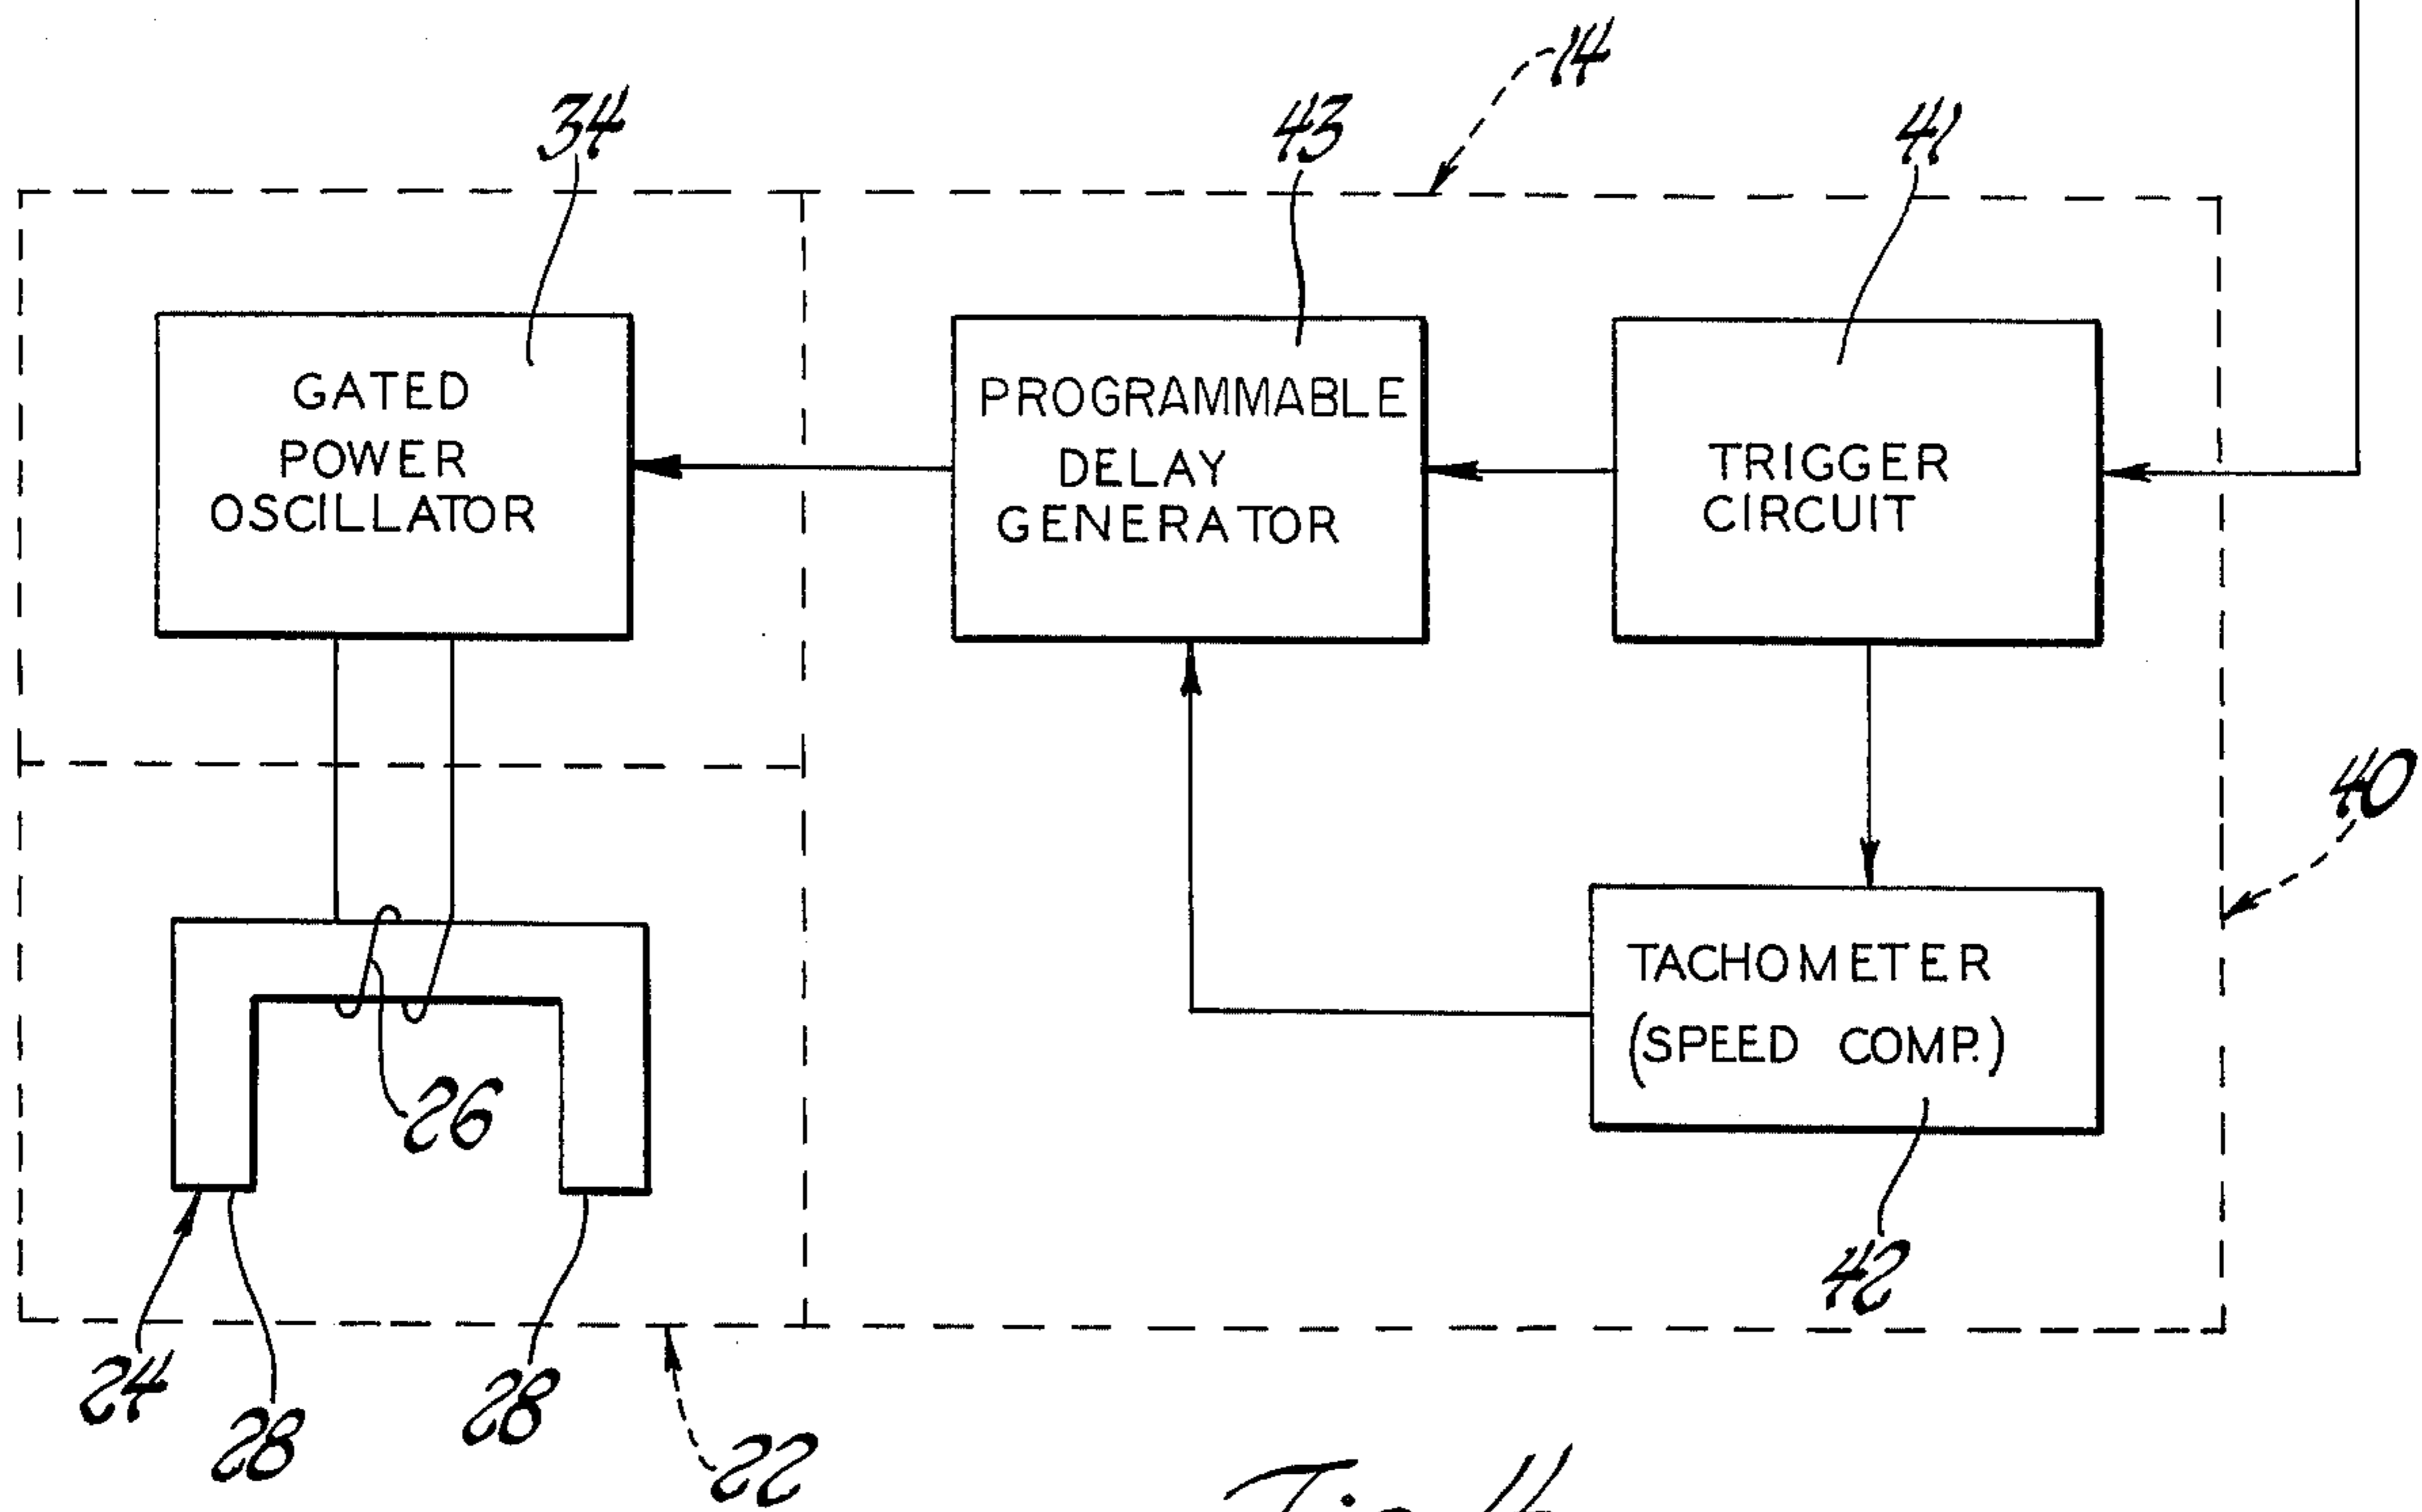 14
34
43
41
GATED
POWER
OSCILLATOR
PROGRAMMABLE
DELAY
GENERATOR
TRIGGER
CIRCUIT
40
TACHOMETER
(SPEED COMP.)
26
42
24
28
28
22